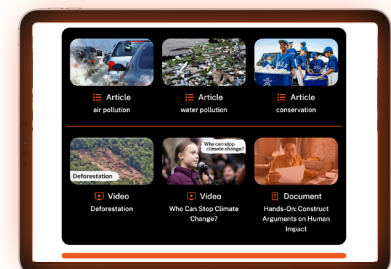 Article
Article
Article
air pollution
water pollution
conservation
Deforestation
Who can stop
climate change?
Video
Video
Document
Deforestation
Who Can Stop Climate
Change?
Hands-On: Construct
Arguments on Human
Impact